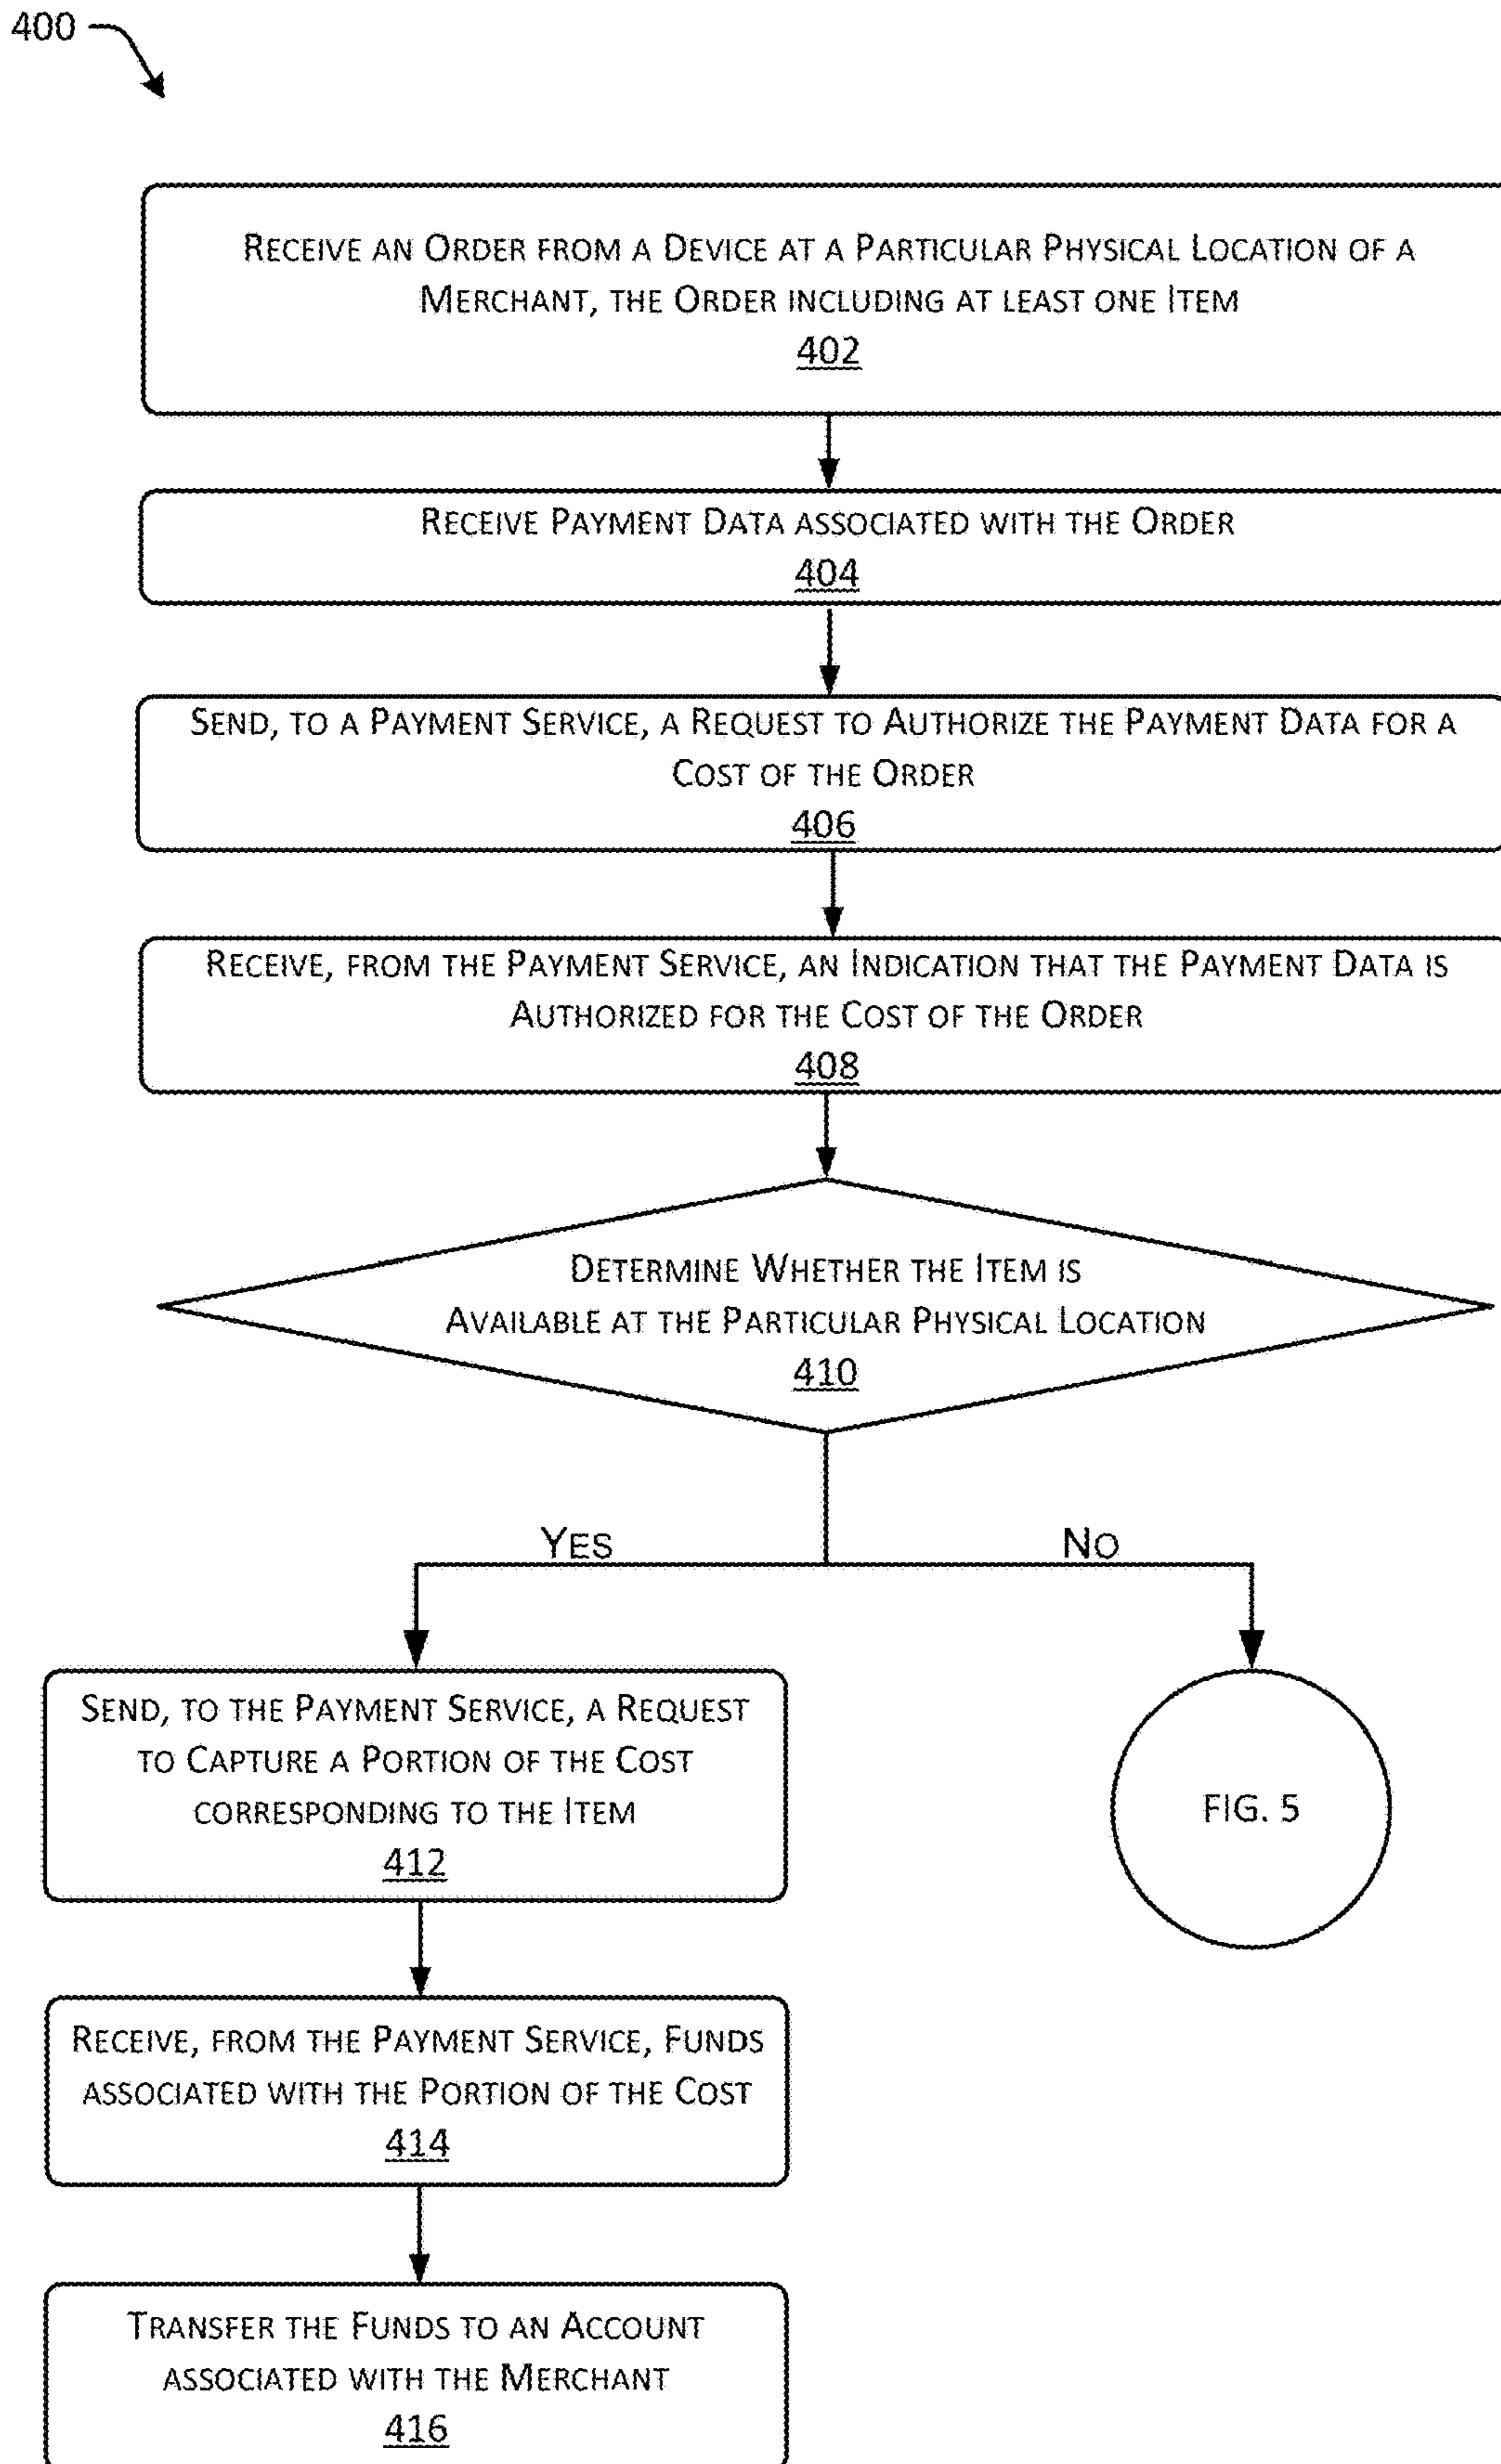 400
Receive an Order from a Device at a Particular Physical Location of a
Merchant, the Order including at least one Item
402
Receive Payment Data associated with the Order
404
Send, to a Payment Service, a Request to Authorize the Payment Data for a
Cost of the Order
406
Receive, from the Payment Service, an Indication that the Payment Data is
Authorized for the Cost of the Order
408
Determine Whether the Item is
Available at the Particular Physical Location
410
Yes
No
Send, to the Payment Service, a Request
to Capture a Portion of the Cost
corresponding to the Item
412
FIG. 5
Receive, from the Payment Service, Funds
associated with the Portion of the Cost
414
Transfer the Funds to an Account
associated with the Merchant
416